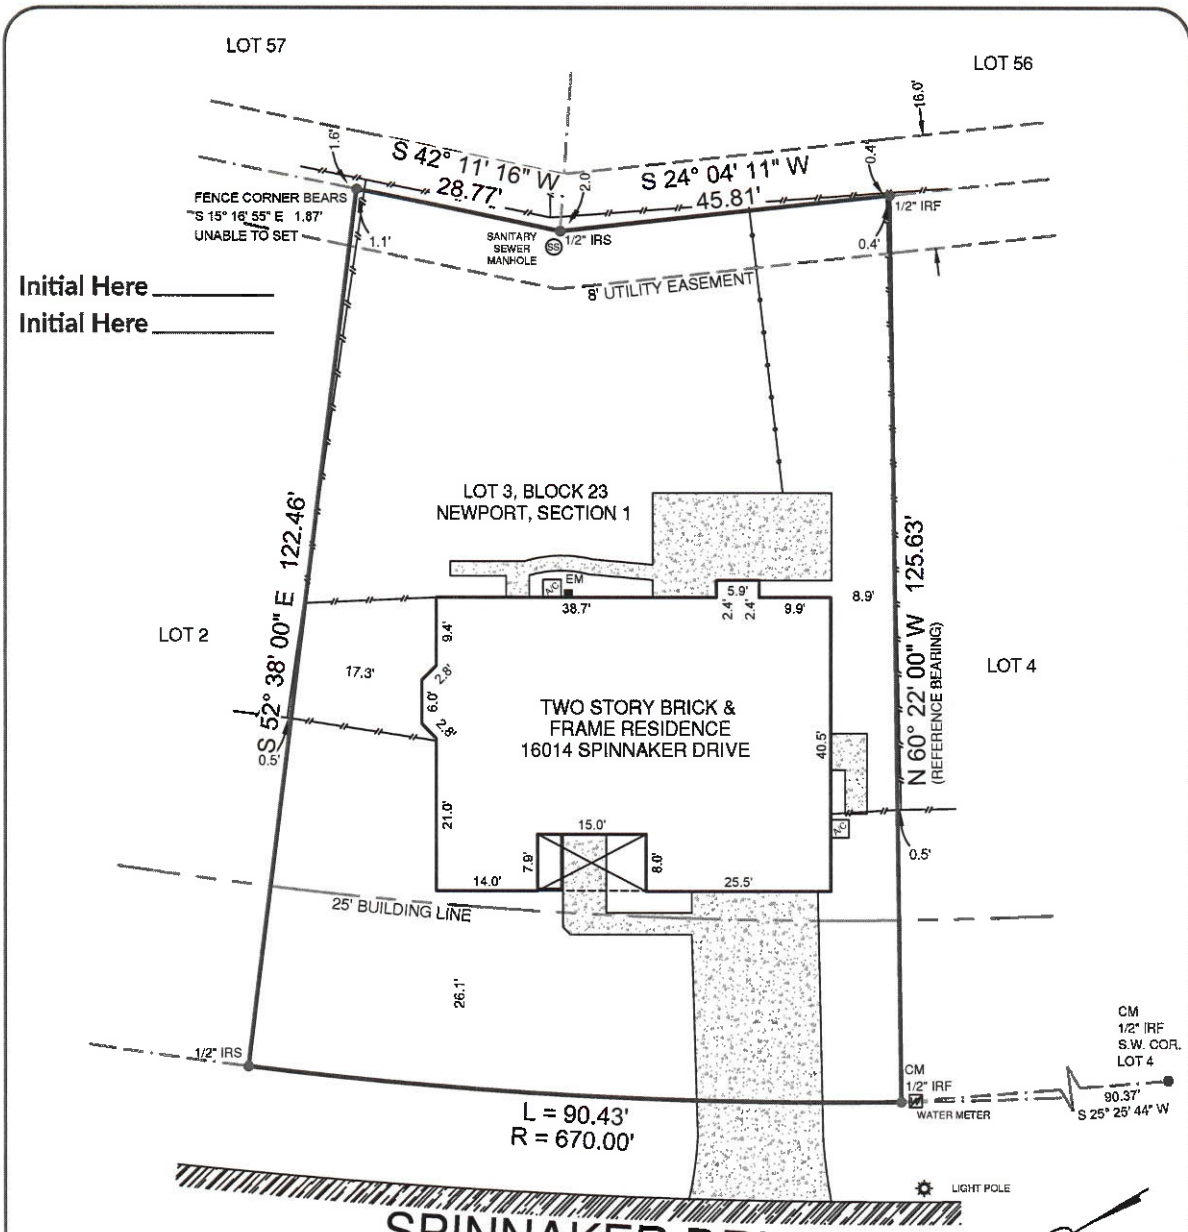 LOT 57
LOT 56
16.0'
1.6'
S 42° 11' 16" W
28.77'
2.0'
S 24° 04' 11" W
45.81'
0.4'
FENCE CORNER BEARS
S 15° 16' 55" E 1.87'
UNABLE TO SET
1.1'
SANITARY
SEWER
MANHOLE
SS
1/2" IRS
1/2" IRF
0.4'
8' UTILITY EASEMENT
Initial Here
Initial Here
LOT 3, BLOCK 23
NEWPORT, SECTION 1
S 52° 38' 00" E 122.46'
N 60° 22' 00" W 125.63'
(REFERENCE BEARING)
A/C
EM
38.7'
5.9'
2.4'
2.4'
9.9'
8.9'
LOT 2
9.4'
17.3'
2.8'
6.0'
2.8'
LOT 4
TWO STORY BRICK &
FRAME RESIDENCE
16014 SPINNAKER DRIVE
40.5'
0.5'
21.0'
15.0'
7.9'
8.0'
A/C
0.5'
14.0'
25.5'
25' BUILDING LINE
26.1'
1/2" IRS
CM
1/2" IRF
S.W. COR.
LOT 4
CM
1/2" IRF
W
WATER METER
90.37'
S 25° 25' 44" W
L = 90.43'
R = 670.00'
LIGHT POLE
SPINNAKER